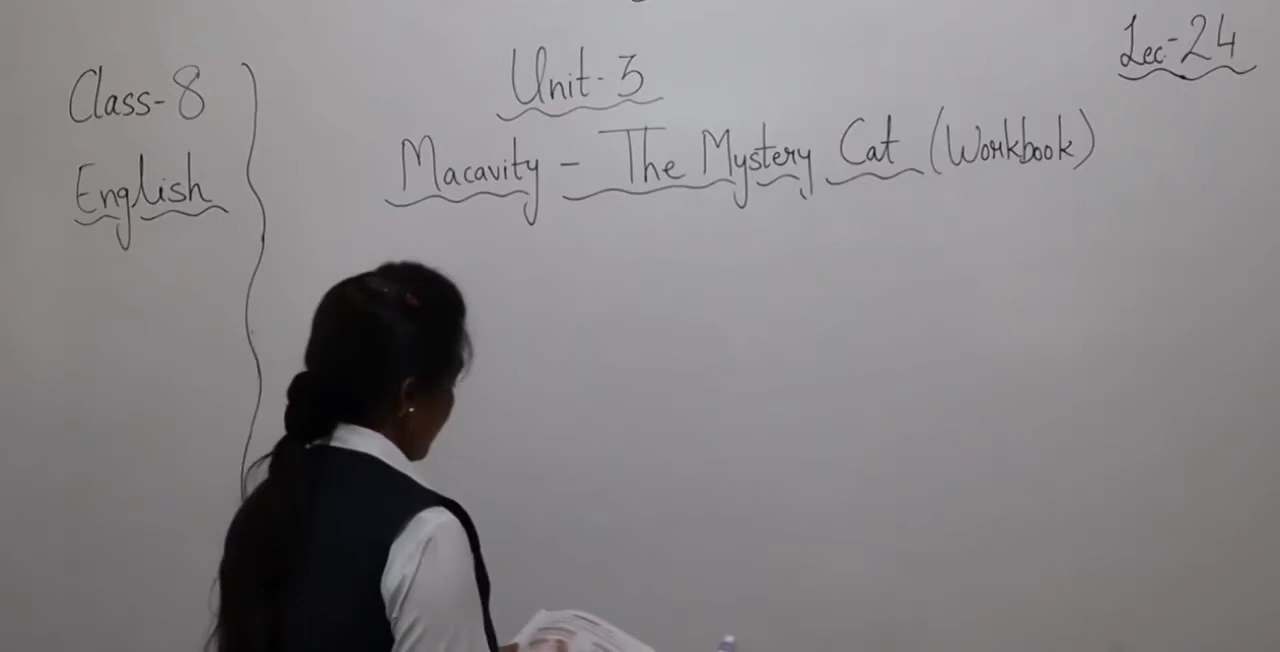 Class-8
English
Unit-3
Macavity - The Mystery Cat (Workbook)
Lec-24